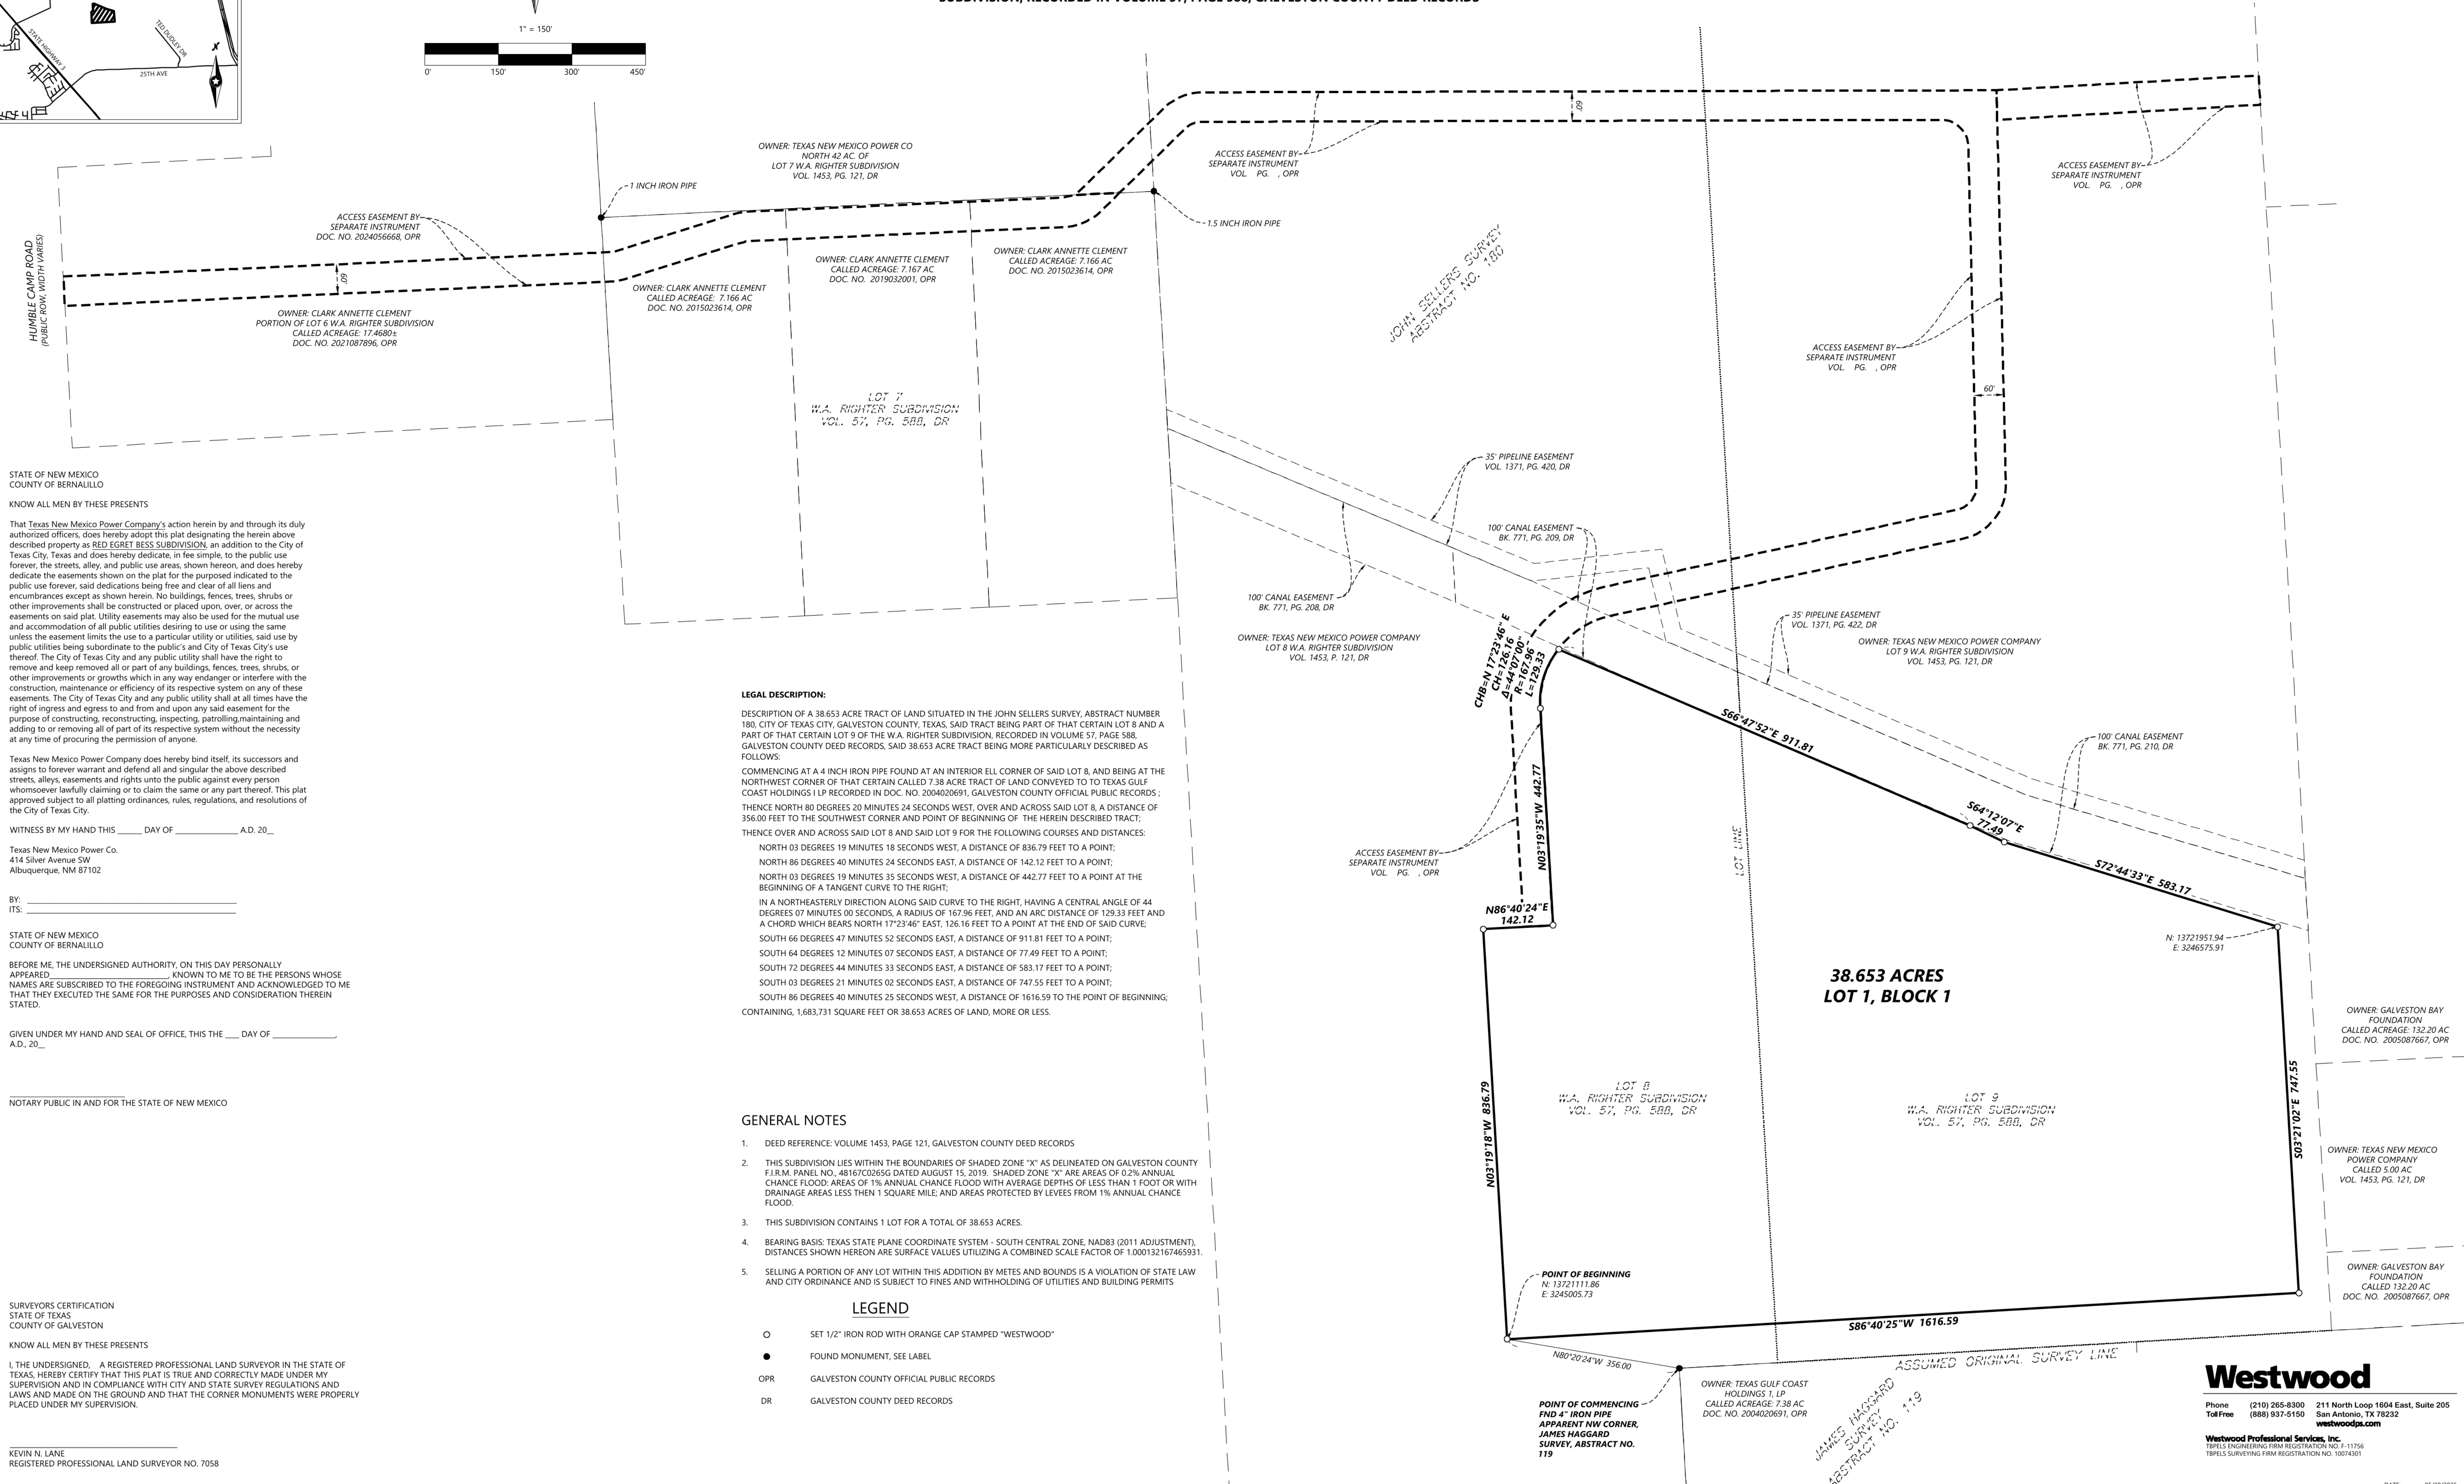 SUBDIVISION, RECORDED IN VOLUME 57, PAGE 588, GALVESTON COUNTY DEED RECORDS
STATE HIGHWAY 3
TED DUDLEY DR
25TH AVE
1" = 150'
0' 150' 300' 450'
HUMBLE CAMP ROAD
(PUBLIC ROW, WIDTH VARIES)
ACCESS EASEMENT BY
SEPARATE INSTRUMENT
DOC. NO. 2024056668, OPR
60'
OWNER: CLARK ANNETTE CLEMENT
PORTION OF LOT 6 W.A. RIGHTER SUBDIVISION
CALLED ACREAGE: 17.4680±
DOC. NO. 2021087896, OPR
1 INCH IRON PIPE
OWNER: TEXAS NEW MEXICO POWER CO
NORTH 42 AC. OF
LOT 7 W.A. RIGHTER SUBDIVISION
VOL. 1453, PG. 121, DR
OWNER: CLARK ANNETTE CLEMENT
CALLED ACREAGE: 7.166 AC
DOC. NO. 2015023614, OPR
OWNER: CLARK ANNETTE CLEMENT
CALLED ACREAGE: 7.167 AC
DOC. NO. 2019032001, OPR
OWNER: CLARK ANNETTE CLEMENT
CALLED ACREAGE: 7.166 AC
DOC. NO. 2015023614, OPR
1.5 INCH IRON PIPE
LOT 7
W.A. RIGHTER SUBDIVISION
VOL. 57, PG. 588, DR
ACCESS EASEMENT BY
SEPARATE INSTRUMENT
VOL. PG. , OPR
60'
JOHN SELLERS SURVEY
ABSTRACT NO. 180
ACCESS EASEMENT BY
SEPARATE INSTRUMENT
VOL. PG. , OPR
ACCESS EASEMENT BY
SEPARATE INSTRUMENT
VOL. PG. , OPR
60'
35' PIPELINE EASEMENT
VOL. 1371, PG. 420, DR
100' CANAL EASEMENT
BK. 771, PG. 209, DR
100' CANAL EASEMENT
BK. 771, PG. 208, DR
OWNER: TEXAS NEW MEXICO POWER COMPANY
LOT 8 W.A. RIGHTER SUBDIVISION
VOL. 1453, P. 121, DR
35' PIPELINE EASEMENT
VOL. 1371, PG. 422, DR
OWNER: TEXAS NEW MEXICO POWER COMPANY
LOT 9 W.A. RIGHTER SUBDIVISION
VOL. 1453, PG. 121, DR
CHB=N 17°23'46" E
CH=126.16
Δ=44°07'00"
R=167.96
L=129.33
S66°47'52"E 911.81
100' CANAL EASEMENT
BK. 771, PG. 210, DR
S64°12'07"E
77.49
S72°44'33"E 583.17
N03°19'35"W 442.77
ACCESS EASEMENT BY
SEPARATE INSTRUMENT
VOL. PG. , OPR
LOT LINE
N86°40'24"E
142.12
N: 13721951.94
E: 3246575.91
38.653 ACRES
LOT 1, BLOCK 1
OWNER: GALVESTON BAY
FOUNDATION
CALLED ACREAGE: 132.20 AC
DOC. NO. 2005087667, OPR
N03°19'18"W 836.79
LOT 8
W.A. RIGHTER SUBDIVISION
VOL. 57, PG. 588, DR
LOT 9
W.A. RIGHTER SUBDIVISION
VOL. 57, PG. 588, DR
S03°21'02"E 747.55
OWNER: TEXAS NEW MEXICO
POWER COMPANY
CALLED 5.00 AC
VOL. 1453, PG. 121, DR
OWNER: GALVESTON BAY
FOUNDATION
CALLED 132.20 AC
DOC. NO. 2005087667, OPR
POINT OF BEGINNING
N: 13721111.86
E: 3245005.73
S86°40'25"W 1616.59
N80°20'24"W 356.00
ASSUMED ORIGINAL SURVEY LINE
POINT OF COMMENCING
FND 4" IRON PIPE
APPARENT NW CORNER,
JAMES HAGGARD
SURVEY, ABSTRACT NO.
119
OWNER: TEXAS GULF COAST
HOLDINGS 1, LP
CALLED ACREAGE: 7.38 AC
DOC. NO. 2004020691, OPR
JAMES HAGGARD
SURVEY
ABSTRACT NO. 119
STATE OF NEW MEXICO
COUNTY OF BERNALILLO
KNOW ALL MEN BY THESE PRESENTS
That Texas New Mexico Power Company's action herein by and through its duly
authorized officers, does hereby adopt this plat designating the herein above
described property as RED EGRET BESS SUBDIVISION, an addition to the City of
Texas City, Texas and does hereby dedicate, in fee simple, to the public use
forever, the streets, alley, and public use areas, shown hereon, and does hereby
dedicate the easements shown on the plat for the purposed indicated to the
public use forever, said dedications being free and clear of all liens and
encumbrances except as shown herein. No buildings, fences, trees, shrubs or
other improvements shall be constructed or placed upon, over, or across the
easements on said plat. Utility easements may also be used for the mutual use
and accommodation of all public utilities desiring to use or using the same
unless the easement limits the use to a particular utility or utilities, said use by
public utilities being subordinate to the public's and City of Texas City's use
thereof. The City of Texas City and any public utility shall have the right to
remove and keep removed all or part of any buildings, fences, trees, shrubs, or
other improvements or growths which in any way endanger or interfere with the
construction, maintenance or efficiency of its respective system on any of these
easements. The City of Texas City and any public utility shall at all times have the
right of ingress and egress to and from and upon any said easement for the
purpose of constructing, reconstructing, inspecting, patrolling,maintaining and
adding to or removing all of part of its respective system without the necessity
at any time of procuring the permission of anyone.
Texas New Mexico Power Company does hereby bind itself, its successors and
assigns to forever warrant and defend all and singular the above described
streets, alleys, easements and rights unto the public against every person
whomsoever lawfully claiming or to claim the same or any part thereof. This plat
approved subject to all platting ordinances, rules, regulations, and resolutions of
the City of Texas City.
WITNESS BY MY HAND THIS ______ DAY OF _______________ A.D. 20__
Texas New Mexico Power Co.
414 Silver Avenue SW
Albuquerque, NM 87102
BY: ____________________
ITS: ____________________
STATE OF NEW MEXICO
COUNTY OF BERNALILLO
BEFORE ME, THE UNDERSIGNED AUTHORITY, ON THIS DAY PERSONALLY
APPEARED____________________, KNOWN TO ME TO BE THE PERSONS WHOSE
NAMES ARE SUBSCRIBED TO THE FOREGOING INSTRUMENT AND ACKNOWLEDGED TO ME
THAT THEY EXECUTED THE SAME FOR THE PURPOSES AND CONSIDERATION THEREIN
STATED.
GIVEN UNDER MY HAND AND SEAL OF OFFICE, THIS THE ____ DAY OF _______________,
A.D., 20__
NOTARY PUBLIC IN AND FOR THE STATE OF NEW MEXICO
SURVEYORS CERTIFICATION
STATE OF TEXAS
COUNTY OF GALVESTON
KNOW ALL MEN BY THESE PRESENTS
I, THE UNDERSIGNED, A REGISTERED PROFESSIONAL LAND SURVEYOR IN THE STATE OF
TEXAS, HEREBY CERTIFY THAT THIS PLAT IS TRUE AND CORRECTLY MADE UNDER MY
SUPERVISION AND IN COMPLIANCE WITH CITY AND STATE SURVEY REGULATIONS AND
LAWS AND MADE ON THE GROUND AND THAT THE CORNER MONUMENTS WERE PROPERLY
PLACED UNDER MY SUPERVISION.
KEVIN N. LANE
REGISTERED PROFESSIONAL LAND SURVEYOR NO. 7058
LEGAL DESCRIPTION:
DESCRIPTION OF A 38.653 ACRE TRACT OF LAND SITUATED IN THE JOHN SELLERS SURVEY, ABSTRACT NUMBER
180, CITY OF TEXAS CITY, GALVESTON COUNTY, TEXAS, SAID TRACT BEING PART OF THAT CERTAIN LOT 8 AND A
PART OF THAT CERTAIN LOT 9 OF THE W.A. RIGHTER SUBDIVISION, RECORDED IN VOLUME 57, PAGE 588,
GALVESTON COUNTY DEED RECORDS, SAID 38.653 ACRE TRACT BEING MORE PARTICULARLY DESCRIBED AS
FOLLOWS:
COMMENCING AT A 4 INCH IRON PIPE FOUND AT AN INTERIOR ELL CORNER OF SAID LOT 8, AND BEING AT THE
NORTHWEST CORNER OF THAT CERTAIN CALLED 7.38 ACRE TRACT OF LAND CONVEYED TO TO TEXAS GULF
COAST HOLDINGS I LP RECORDED IN DOC. NO. 2004020691, GALVESTON COUNTY OFFICIAL PUBLIC RECORDS ;
THENCE NORTH 80 DEGREES 20 MINUTES 24 SECONDS WEST, OVER AND ACROSS SAID LOT 8, A DISTANCE OF
356.00 FEET TO THE SOUTHWEST CORNER AND POINT OF BEGINNING OF THE HEREIN DESCRIBED TRACT;
THENCE OVER AND ACROSS SAID LOT 8 AND SAID LOT 9 FOR THE FOLLOWING COURSES AND DISTANCES:
NORTH 03 DEGREES 19 MINUTES 18 SECONDS WEST, A DISTANCE OF 836.79 FEET TO A POINT;
NORTH 86 DEGREES 40 MINUTES 24 SECONDS EAST, A DISTANCE OF 142.12 FEET TO A POINT;
NORTH 03 DEGREES 19 MINUTES 35 SECONDS WEST, A DISTANCE OF 442.77 FEET TO A POINT AT THE
BEGINNING OF A TANGENT CURVE TO THE RIGHT;
IN A NORTHEASTERLY DIRECTION ALONG SAID CURVE TO THE RIGHT, HAVING A CENTRAL ANGLE OF 44
DEGREES 07 MINUTES 00 SECONDS, A RADIUS OF 167.96 FEET, AND AN ARC DISTANCE OF 129.33 FEET AND
A CHORD WHICH BEARS NORTH 17°23'46" EAST, 126.16 FEET TO A POINT AT THE END OF SAID CURVE;
SOUTH 66 DEGREES 47 MINUTES 52 SECONDS EAST, A DISTANCE OF 911.81 FEET TO A POINT;
SOUTH 64 DEGREES 12 MINUTES 07 SECONDS EAST, A DISTANCE OF 77.49 FEET TO A POINT;
SOUTH 72 DEGREES 44 MINUTES 33 SECONDS EAST, A DISTANCE OF 583.17 FEET TO A POINT;
SOUTH 03 DEGREES 21 MINUTES 02 SECONDS EAST, A DISTANCE OF 747.55 FEET TO A POINT;
SOUTH 86 DEGREES 40 MINUTES 25 SECONDS WEST, A DISTANCE OF 1616.59 TO THE POINT OF BEGINNING;
CONTAINING, 1,683,731 SQUARE FEET OR 38.653 ACRES OF LAND, MORE OR LESS.
GENERAL NOTES
1. DEED REFERENCE: VOLUME 1453, PAGE 121, GALVESTON COUNTY DEED RECORDS
2. THIS SUBDIVISION LIES WITHIN THE BOUNDARIES OF SHADED ZONE "X" AS DELINEATED ON GALVESTON COUNTY
F.I.R.M. PANEL NO., 48167C0265G DATED AUGUST 15, 2019. SHADED ZONE "X" ARE AREAS OF 0.2% ANNUAL
CHANCE FLOOD: AREAS OF 1% ANNUAL CHANCE FLOOD WITH AVERAGE DEPTHS OF LESS THAN 1 FOOT OR WITH
DRAINAGE AREAS LESS THEN 1 SQUARE MILE; AND AREAS PROTECTED BY LEVEES FROM 1% ANNUAL CHANCE
FLOOD.
3. THIS SUBDIVISION CONTAINS 1 LOT FOR A TOTAL OF 38.653 ACRES.
4. BEARING BASIS: TEXAS STATE PLANE COORDINATE SYSTEM - SOUTH CENTRAL ZONE, NAD83 (2011 ADJUSTMENT),
DISTANCES SHOWN HEREON ARE SURFACE VALUES UTILIZING A COMBINED SCALE FACTOR OF 1.000132167465931.
5. SELLING A PORTION OF ANY LOT WITHIN THIS ADDITION BY METES AND BOUNDS IS A VIOLATION OF STATE LAW
AND CITY ORDINANCE AND IS SUBJECT TO FINES AND WITHHOLDING OF UTILITIES AND BUILDING PERMITS
LEGEND
SET 1/2" IRON ROD WITH ORANGE CAP STAMPED "WESTWOOD"
FOUND MONUMENT, SEE LABEL
OPR GALVESTON COUNTY OFFICIAL PUBLIC RECORDS
DR GALVESTON COUNTY DEED RECORDS
Westwood
Phone (210) 265-8300 211 North Loop 1604 East, Suite 205
Toll Free (888) 937-5150 San Antonio, TX 78232
westwoodps.com
Westwood Professional Services, Inc.
TBPELS ENGINEERING FIRM REGISTRATION NO. F-11756
TBPELS SURVEYING FIRM REGISTRATION NO. 10074301